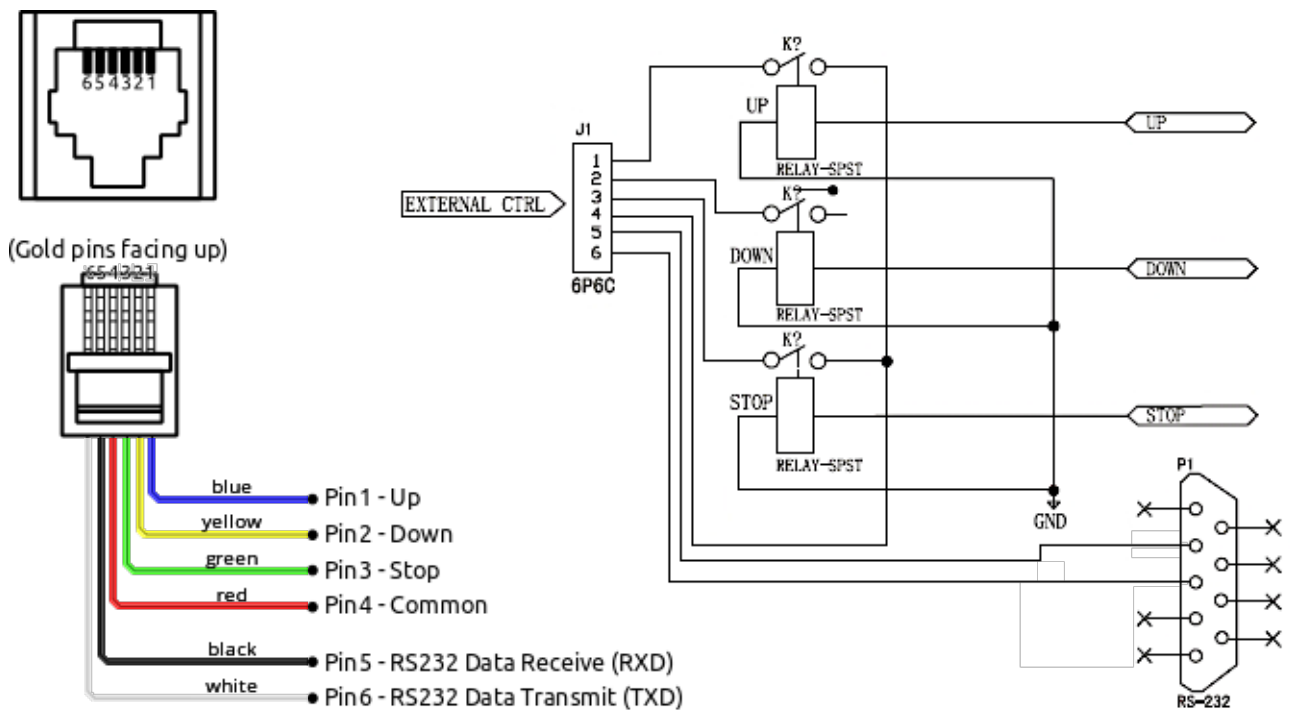 654321
(Gold pins facing up)
654321
blue
Pin1 - Up
yellow
Pin2 - Down
green
Pin3 - Stop
red
Pin4 - Common
black
Pin5 - RS232 Data Receive (RXD)
white
Pin6 - RS232 Data Transmit (TXD)
EXTERNAL CTRL
J1
1
2
3
4
5
6
6P6C
K?
UP
RELAY-SPST
UP
K?
DOWN
RELAY-SPST
DOWN
K?
STOP
RELAY-SPST
STOP
GND
P1
RS-232